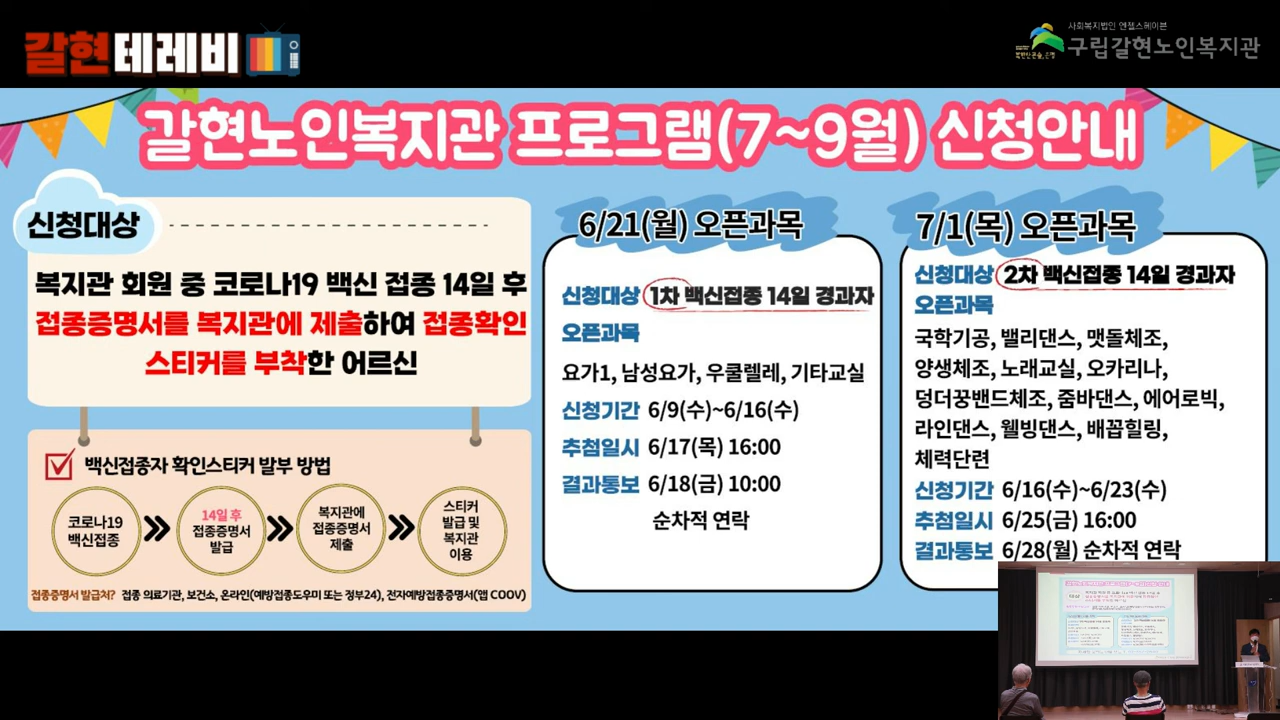 갈현테레비
사회복지법인 엔젤스헤이븐
구립갈현노인복지관
갈현노인복지관 프로그램(7~9월) 신청안내
신청대상
복지관 회원 중 코로나19 백신 접종 14일 후
접종증명서를 복지관에 제출하여 접종확인
스티커를 부착한 어르신
백신접종자 확인스티커 발부 방법
코로나19
백신접종
14일 후
접종증명서
발급
복지관에
접종증명서
제출
스티커
발급 및
복지관
이용
접종증명서 발급처? 접종 의료기관, 보건소, 온라인(예방접종도우미 또는 정부24), 전자예방접종증명서(앱 COOV)
6/21(월) 오픈과목
신청대상 1차 백신접종 14일 경과자
오픈과목
요가1, 남성요가, 우쿨렐레, 기타교실
신청기간 6/9(수)~6/16(수)
추첨일시 6/17(목) 16:00
결과통보 6/18(금) 10:00
순차적 연락
7/1(목) 오픈과목
신청대상 2차 백신접종 14일 경과자
오픈과목
국학기공, 밸리댄스, 맷돌체조,
양생체조, 노래교실, 오카리나,
덩더꿍밴드체조, 줌바댄스, 에어로빅,
라인댄스, 웰빙댄스, 배꼽힐링,
체력단련
신청기간 6/16(수)~6/23(수)
추첨일시 6/25(금) 16:00
결과통보 6/28(월) 순차적 연락